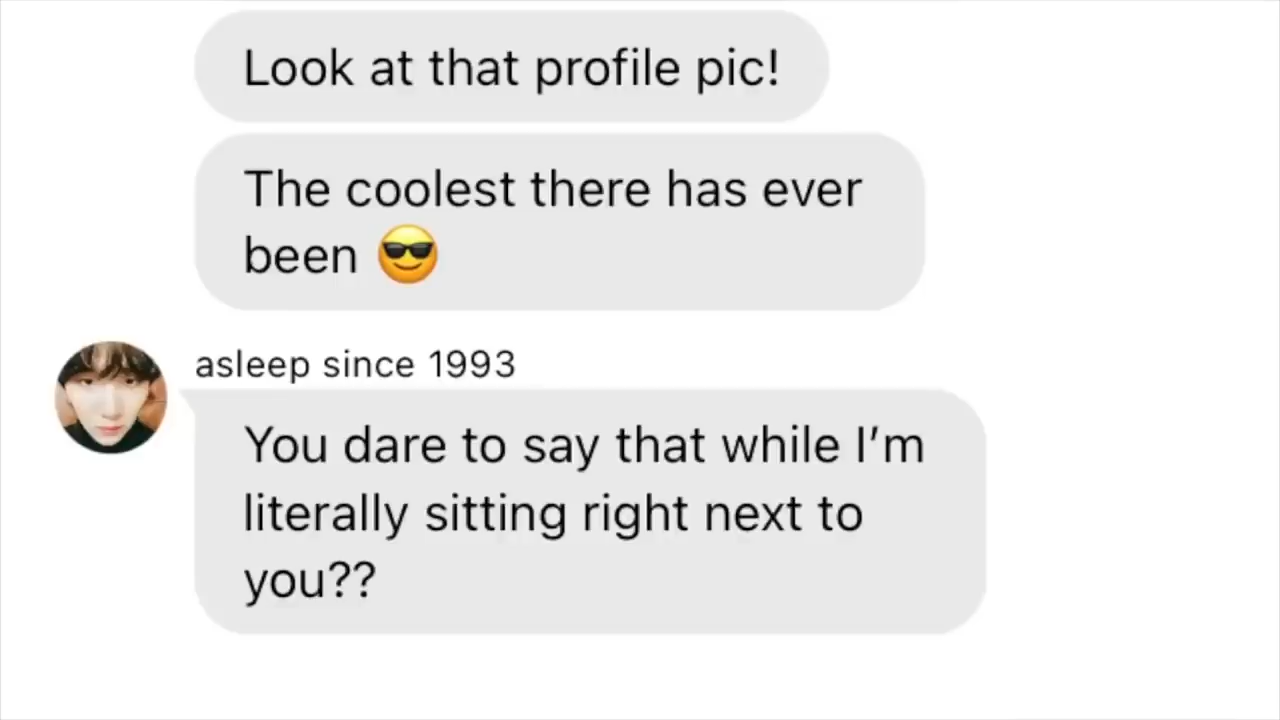 Look at that profile pic!
The coolest there has ever
been 😎
asleep since 1993
You dare to say that while I’m
literally sitting right next to
you??